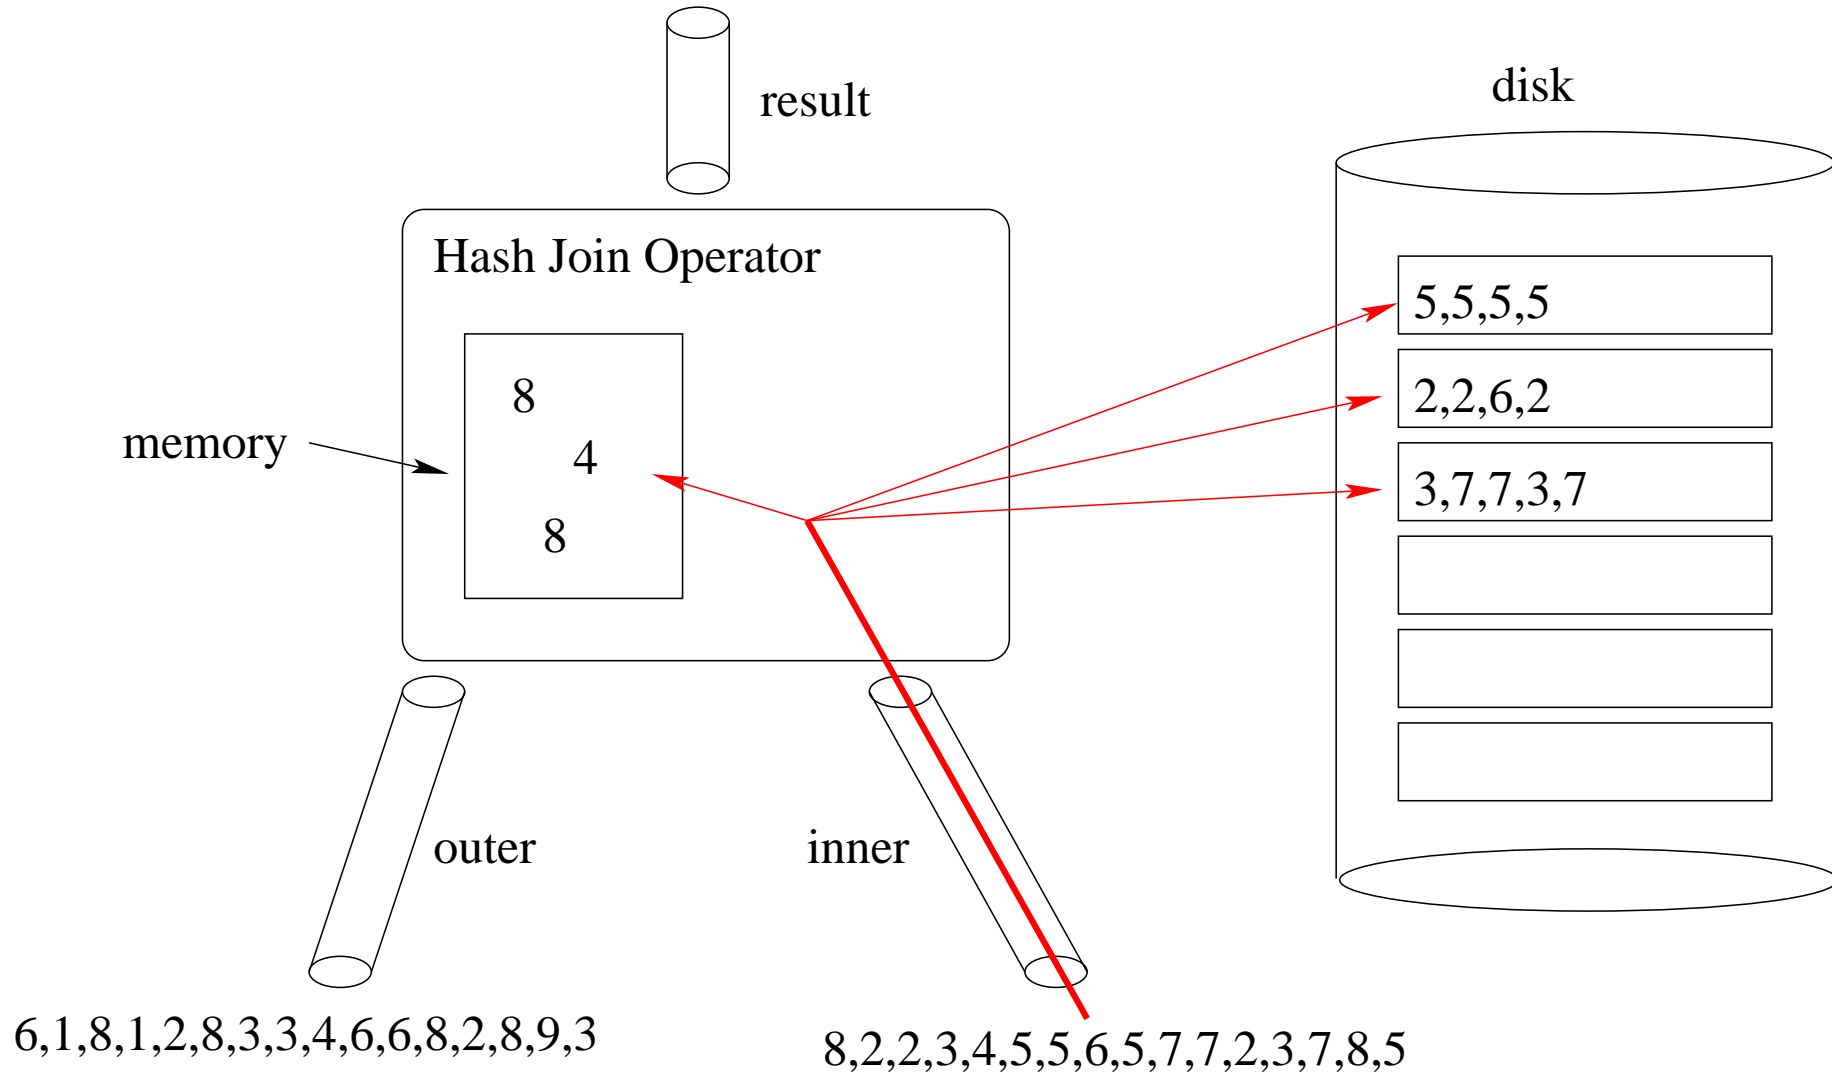 result
disk
Hash Join Operator
5,5,5,5
8
2,2,6,2
memory
4
3,7,7,3,7
8
outer
inner
6,1,8,1,2,8,3,3,4,6,6,8,2,8,9,3
8,2,2,3,4,5,5,6,5,7,7,2,3,7,8,5